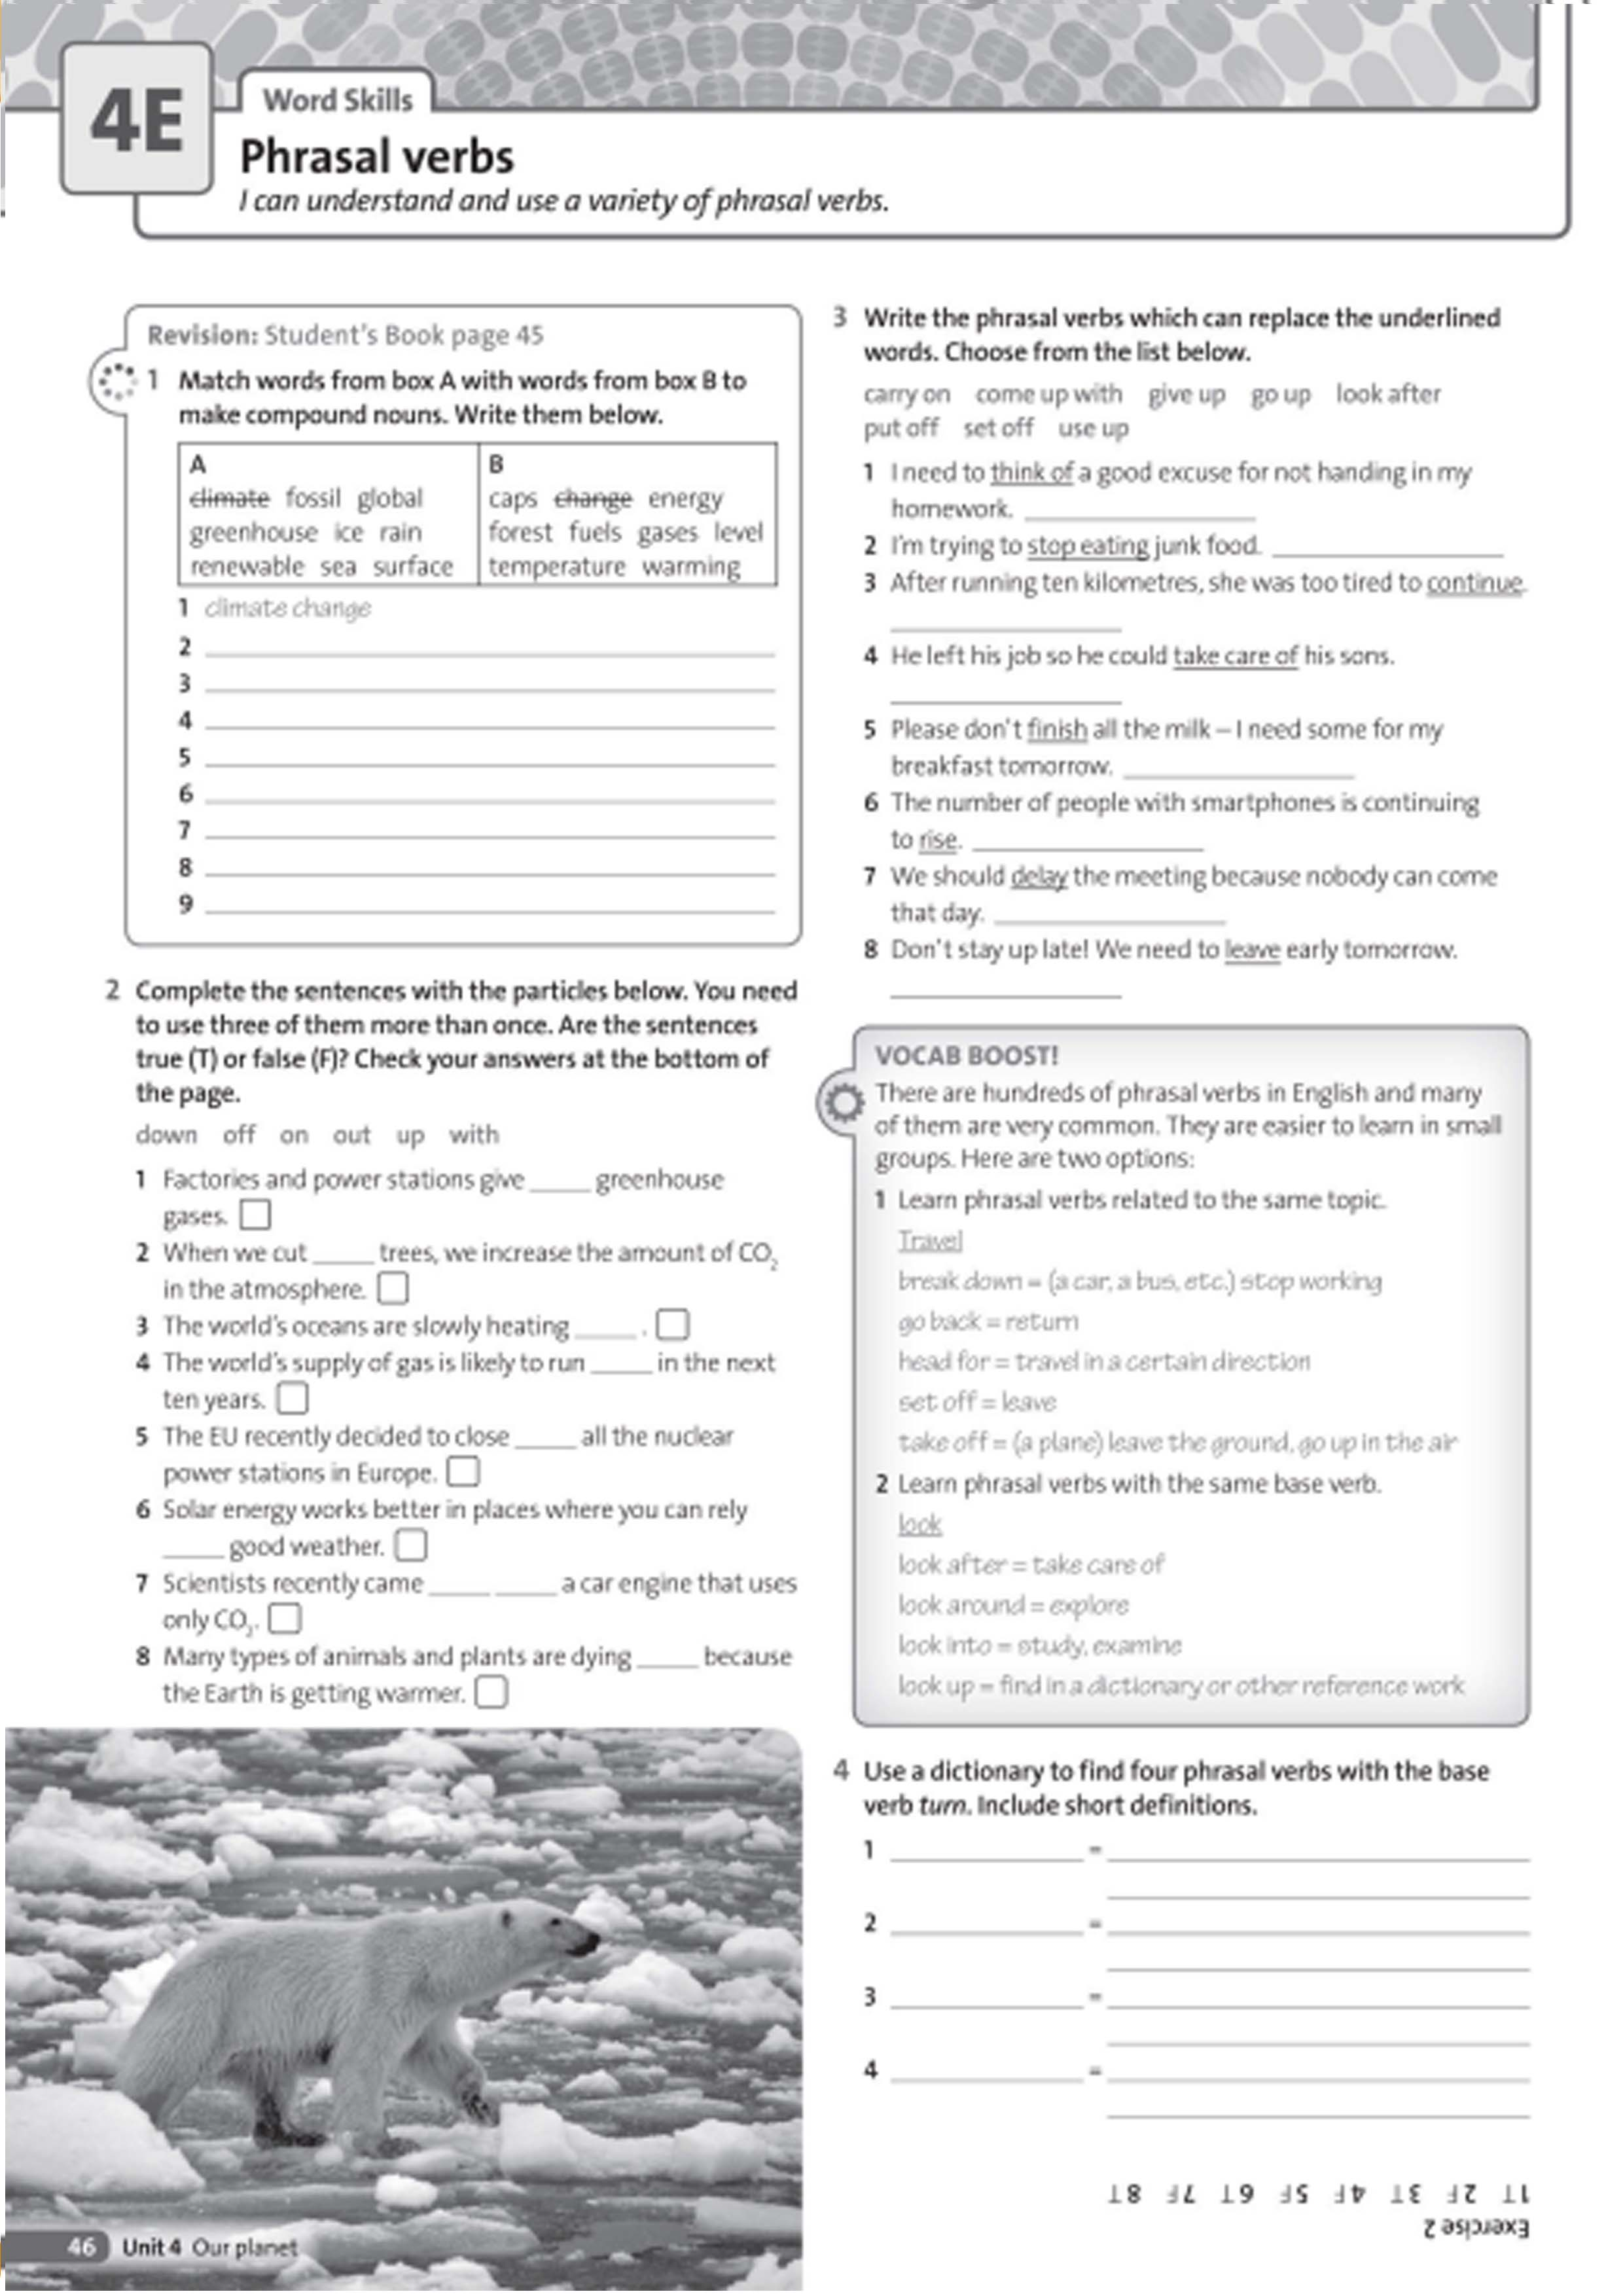 4E
Word Skills
Phrasal verbs
I can understand and use a variety of phrasal verbs.
Revision: Student's Book page 45
1 Match words from box A with words from box B to
make compound nouns. Write them below.
A
climate fossil global
greenhouse ice rain
renewable sea surface
B
caps change energy
forest fuels gases level
temperature warming
1 climate change
2
3
4
5
6
7
8
9
2 Complete the sentences with the particles below. You need
to use three of them more than once. Are the sentences
true (T) or false (F)? Check your answers at the bottom of
the page.
down off on out up with
1 Factories and power stations give _____ greenhouse
gases.
2 When we cut _____ trees, we increase the amount of CO₂
in the atmosphere.
3 The world's oceans are slowly heating _____ .
4 The world's supply of gas is likely to run _____ in the next
ten years.
5 The EU recently decided to close _____ all the nuclear
power stations in Europe.
6 Solar energy works better in places where you can rely
_____ good weather.
7 Scientists recently came _____ _____ a car engine that uses
only CO₂.
8 Many types of animals and plants are dying _____ because
the Earth is getting warmer.
46 Unit 4 Our planet
3 Write the phrasal verbs which can replace the underlined
words. Choose from the list below.
carry on come up with give up go up look after
put off set off use up
1 I need to think of a good excuse for not handing in my
homework.
2 I'm trying to stop eating junk food.
3 After running ten kilometres, she was too tired to continue.
4 He left his job so he could take care of his sons.
5 Please don't finish all the milk – I need some for my
breakfast tomorrow.
6 The number of people with smartphones is continuing
to rise.
7 We should delay the meeting because nobody can come
that day.
8 Don't stay up late! We need to leave early tomorrow.
VOCAB BOOST!
There are hundreds of phrasal verbs in English and many
of them are very common. They are easier to learn in small
groups. Here are two options:
1 Learn phrasal verbs related to the same topic.
Travel
break down = (a car, a bus, etc.) stop working
go back = return
head for = travel in a certain direction
set off = leave
take off = (a plane) leave the ground, go up in the air
2 Learn phrasal verbs with the same base verb.
look
look after = take care of
look around = explore
look into = study, examine
look up = find in a dictionary or other reference work
4 Use a dictionary to find four phrasal verbs with the base
verb turn. Include short definitions.
1 =
2 =
3 =
4 =
Exercise 2
1T 2F 3T 4F 5F 6T 7F 8T